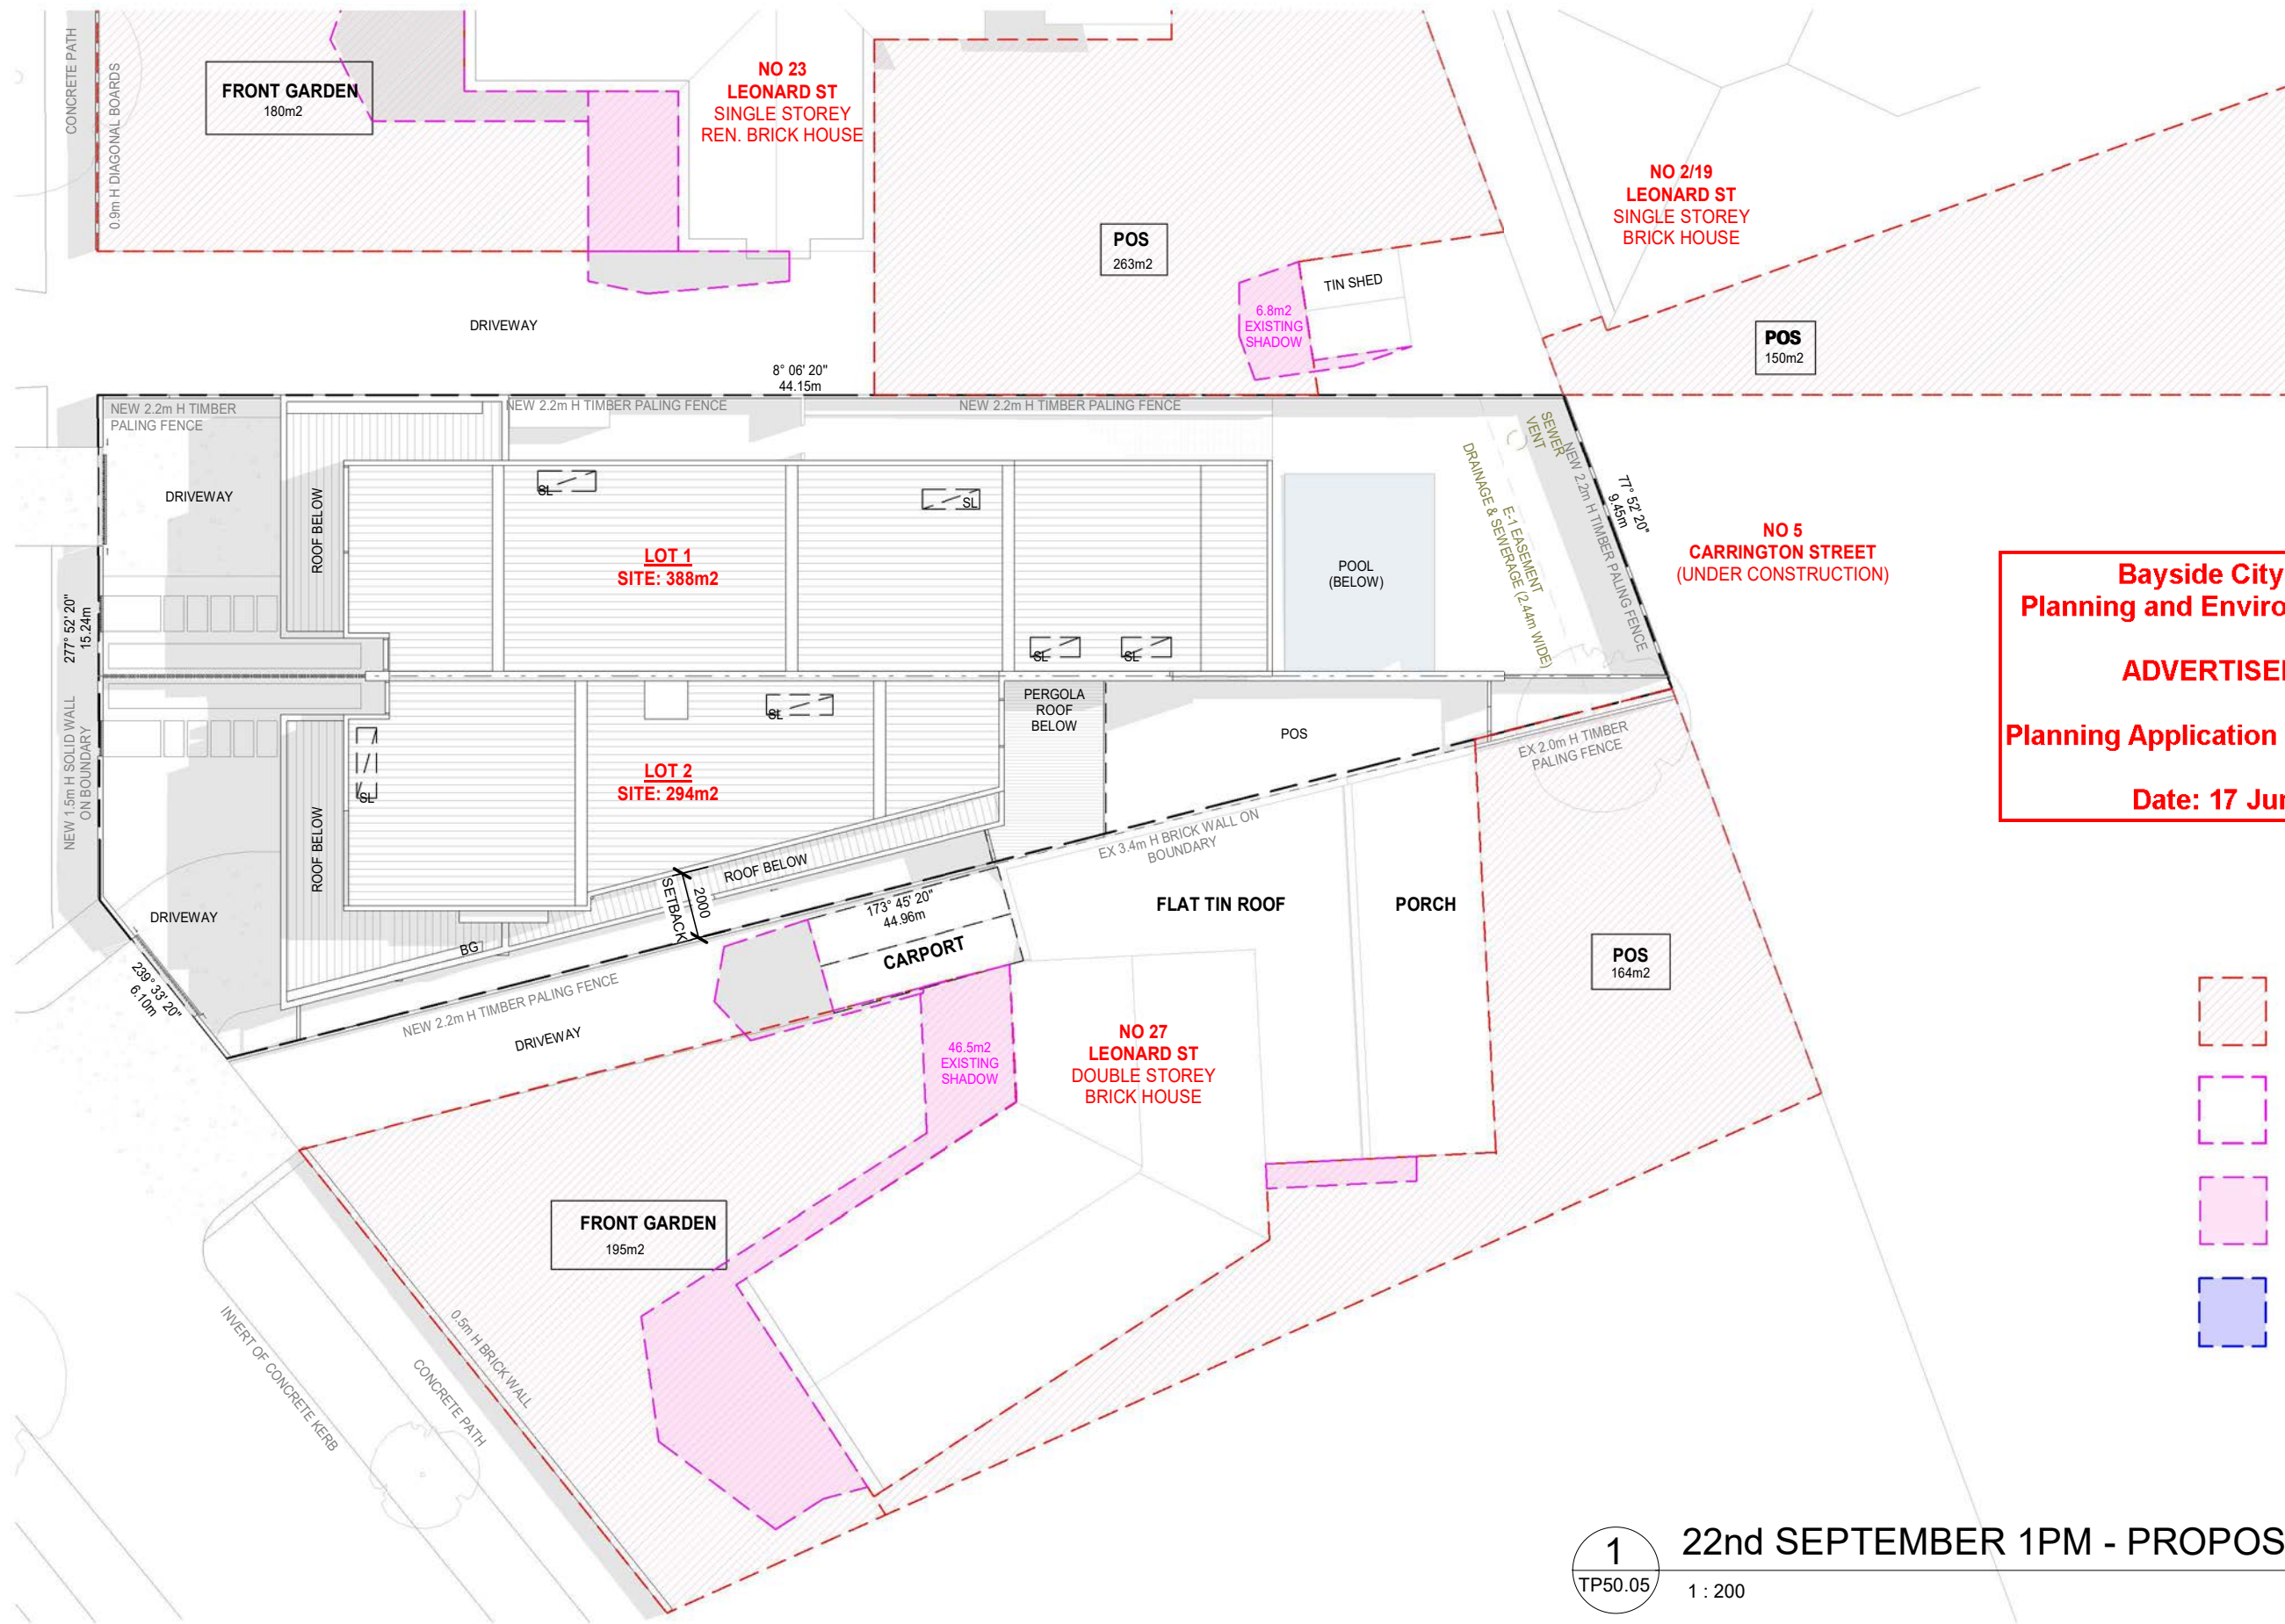 CONCRETE PATH
0.9m H DIAGONAL BOARDS
FRONT GARDEN
180m2
NO 23
LEONARD ST
SINGLE STOREY
REN. BRICK HOUSE
NO 2/19
LEONARD ST
SINGLE STOREY
BRICK HOUSE
POS
263m2
TIN SHED
6.8m2
EXISTING
SHADOW
POS
150m2
DRIVEWAY
8° 06' 20"
44.15m
NEW 2.2m H TIMBER
PALING FENCE
NEW 2.2m H TIMBER PALING FENCE
NEW 2.2m H TIMBER PALING FENCE
SEWER
VENT
NEW 2.2m H TIMBER PALING FENCE
77° 52' 20"
9.45m
DRAINAGE & SEWERAGE (2.44m WIDE)
E-1 EASEMENT
DRIVEWAY
ROOF BELOW
SL
SL
LOT 1
SITE: 388m2
POOL
(BELOW)
NO 5
CARRINGTON STREET
(UNDER CONSTRUCTION)
Bayside City
Planning and Enviro
ADVERTISE
Planning Application
Date: 17 Ju
277° 52' 20"
15.24m
SL
SL
NEW 1.5m H SOLID WALL
ON BOUNDARY
SL
SL
PERGOLA
ROOF
BELOW
POS
EX 2.0m H TIMBER
PALING FENCE
LOT 2
SITE: 294m2
ROOF BELOW
ROOF BELOW
2000
SETBACK
EX 3.4m H BRICK WALL ON
BOUNDARY
173° 45' 20"
44.96m
FLAT TIN ROOF
PORCH
DRIVEWAY
BG
CARPORT
POS
164m2
239° 33' 20"
6.10m
NEW 2.2m H TIMBER PALING FENCE
DRIVEWAY
46.5m2
EXISTING
SHADOW
NO 27
LEONARD ST
DOUBLE STOREY
BRICK HOUSE
FRONT GARDEN
195m2
0.5m H BRICK WALL
INVERT OF CONCRETE KERB
CONCRETE PATH
1
TP50.05
22nd SEPTEMBER 1PM - PROPOS
1 : 200